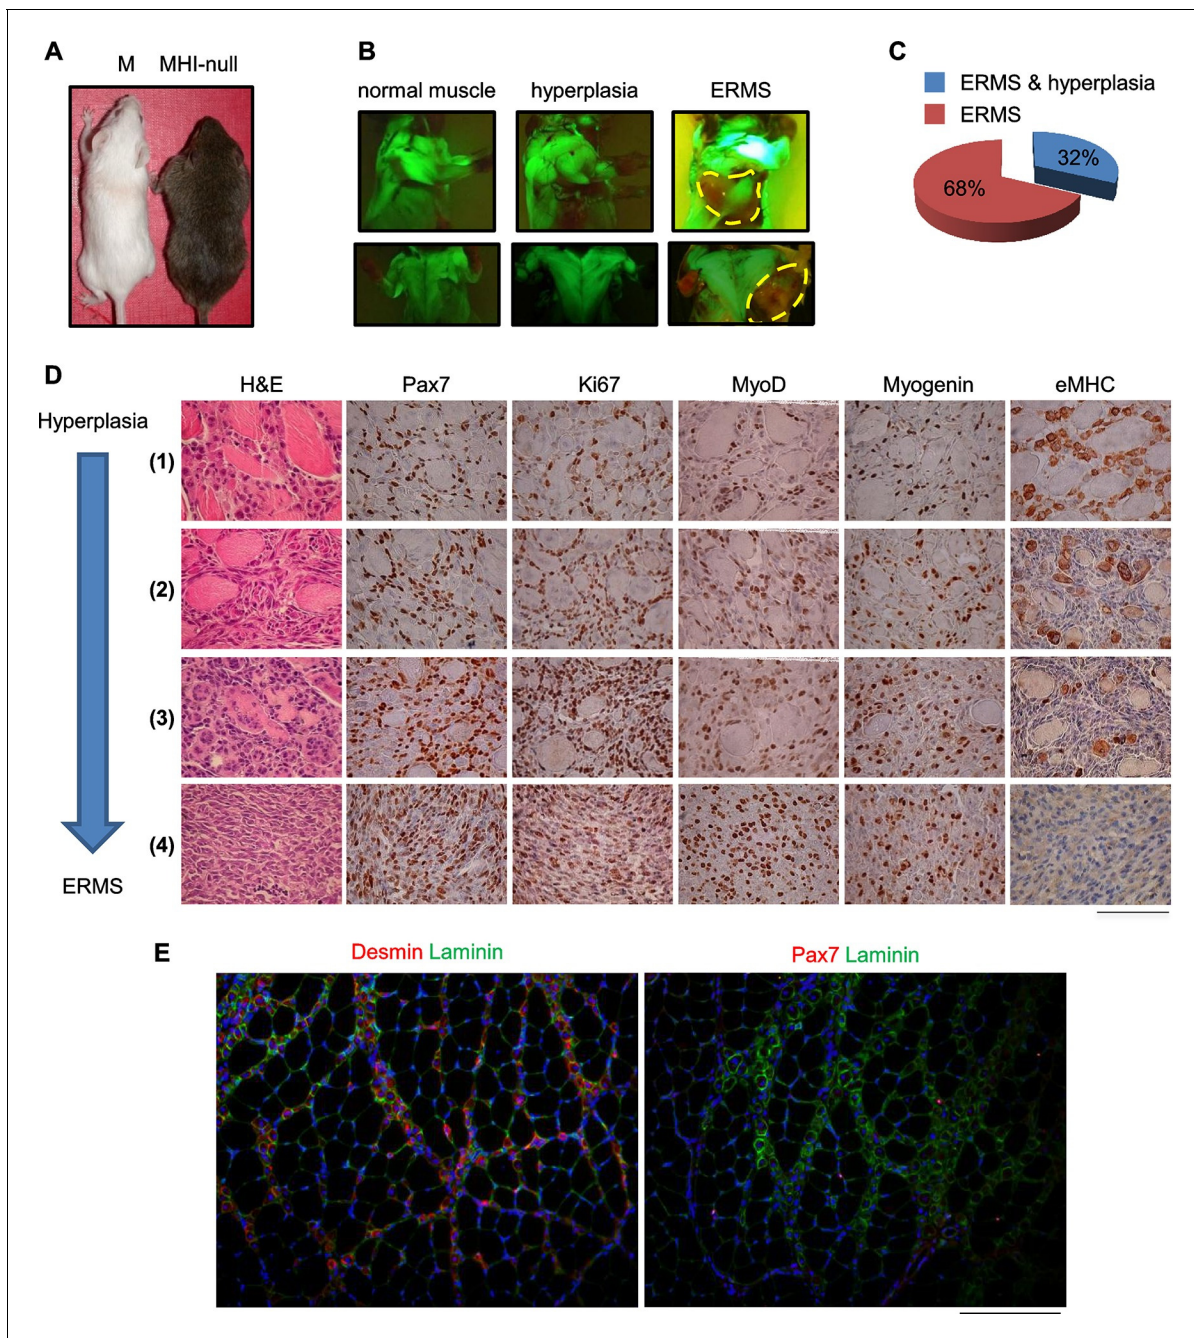 A
M MHI-null
B
normal muscle hyperplasia ERMS
C
ERMS & hyperplasia
ERMS
32%
68%
D
H&E Pax7 Ki67 MyoD Myogenin eMHC
Hyperplasia
(1)
(2)
(3)
(4)
ERMS
E
Desmin Laminin
Pax7 Laminin